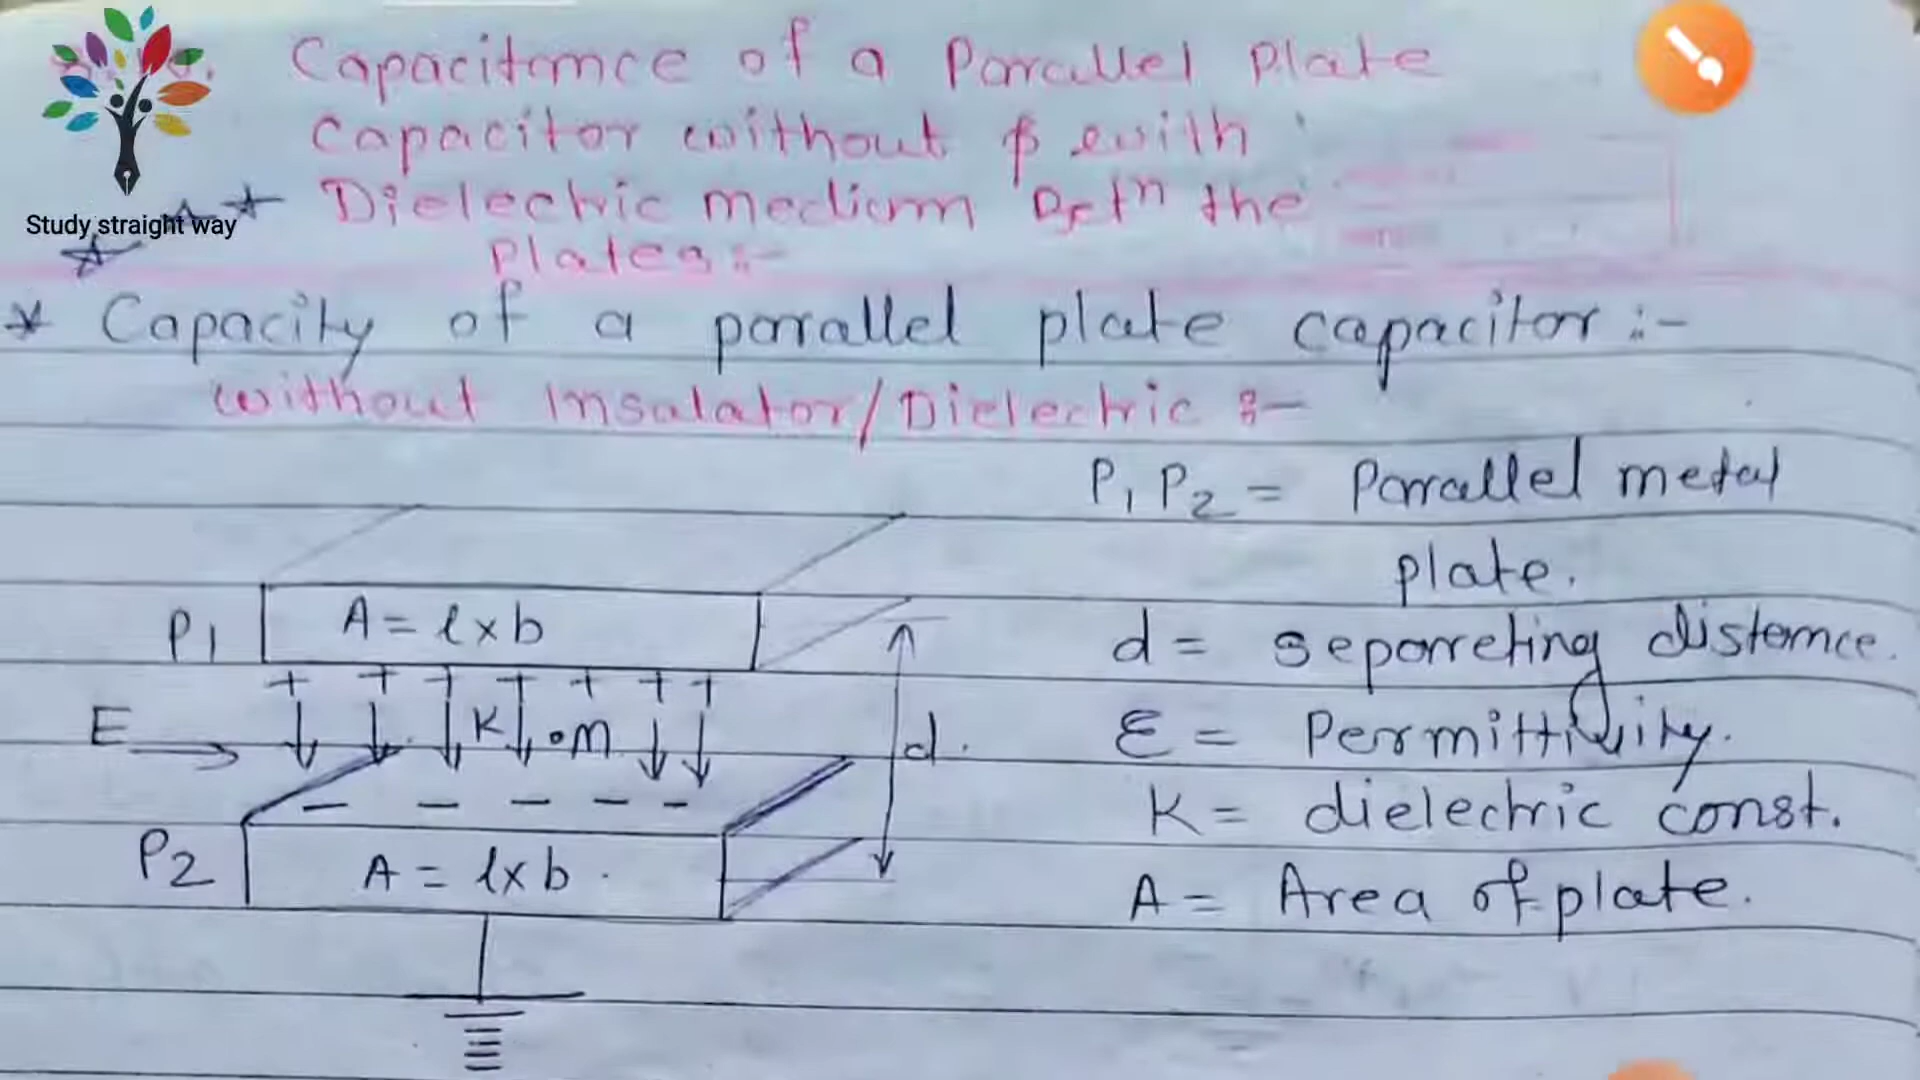 Capacitance of a Parallel Plate
Capacitor without & with
Dielectric medium Betn the
Plates:-
Study straight way
* Capacity of a parallel plate capacitor :-
without Insulator/Dielectric :-
P1 P2 = Parallel metal
plate.
P1 A = l x b
d = separeting distance.
+ + + + + + +
E K .m d.
ε = Permittivity.
- - - - -
K = dielectric const.
P2 A = l x b
A = Area of plate.